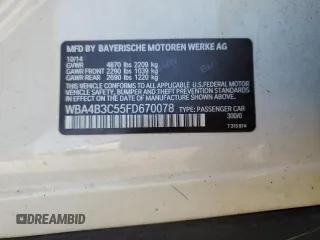 MFD BY BAYERISCHE MOTOREN WERKE AG
10/14
GVWR 4870 lbs 2209 kg
GAWR FRONT 2290 lbs 1039 kg
GAWR REAR 2690 lbs 1220 kg
THIS VEHICLE CONFORMS TO ALL APPLICABLE
FEDERAL MOTOR VEHICLE SAFETY, BUMPER,
AND THEFT PREVENTION STANDARDS IN EFFECT ON
THE DATE OF MANUFACTURE SHOWN ABOVE.
WBA4B3C55FD670078 TYPE: PASSENGER CAR
300/0
DREAMBID